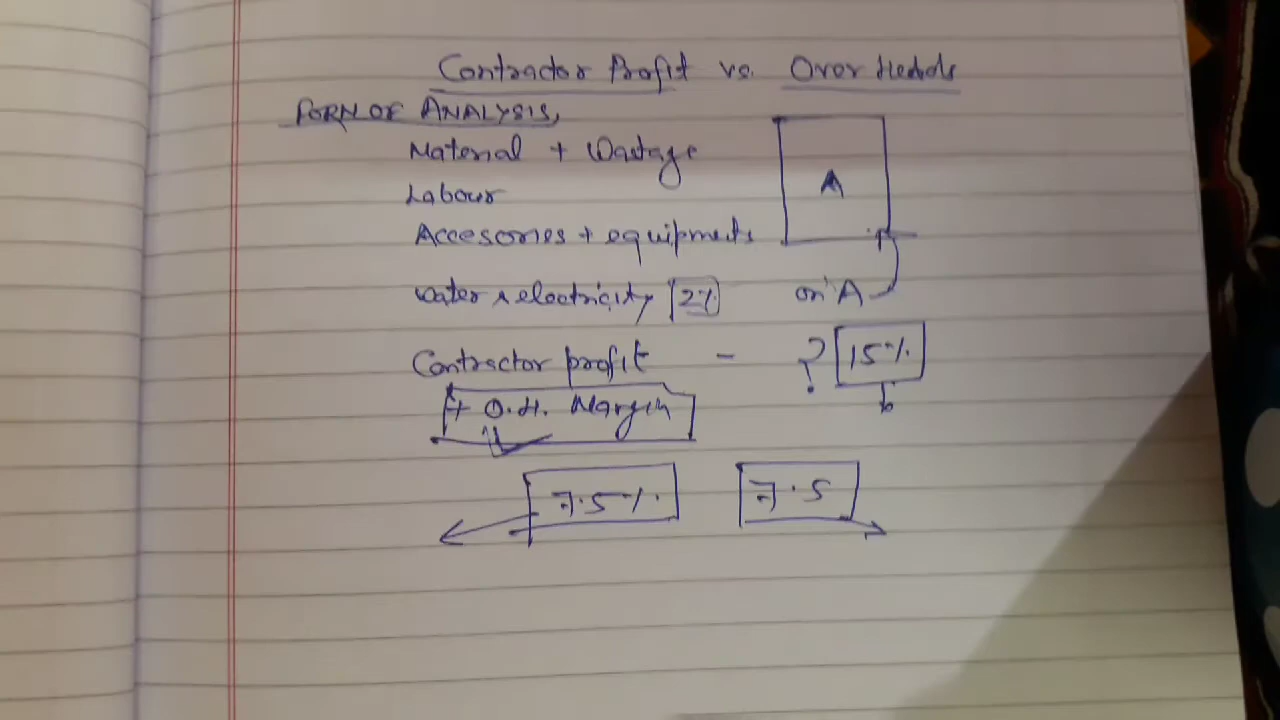 Contractor Profit vs. Over Heads
FORM OF ANALYSIS,
Material + Wastage
A
Labour
Accesories + equipments
Water & electricity 2% on A
Contractor profit - ? 15%
+ O.H. Margin
7.5% 7.5